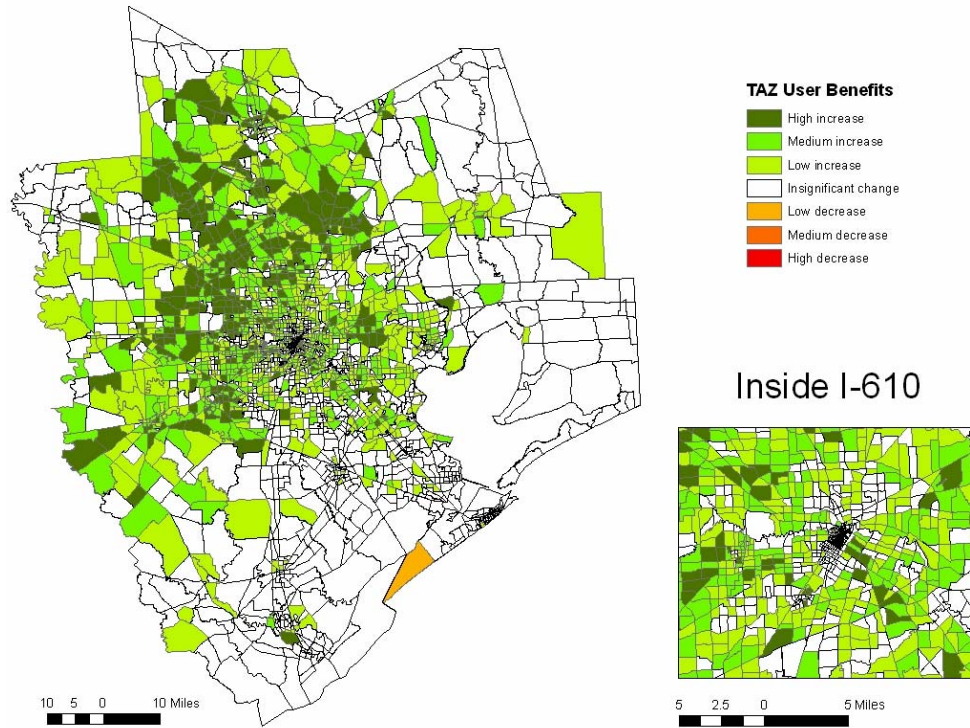 TAZ User Benefits
High increase
Medium increase
Low increase
Insignificant change
Low decrease
Medium decrease
High decrease
Inside I-610
10 5 0 10 Miles
5 2.5 0 5 Miles